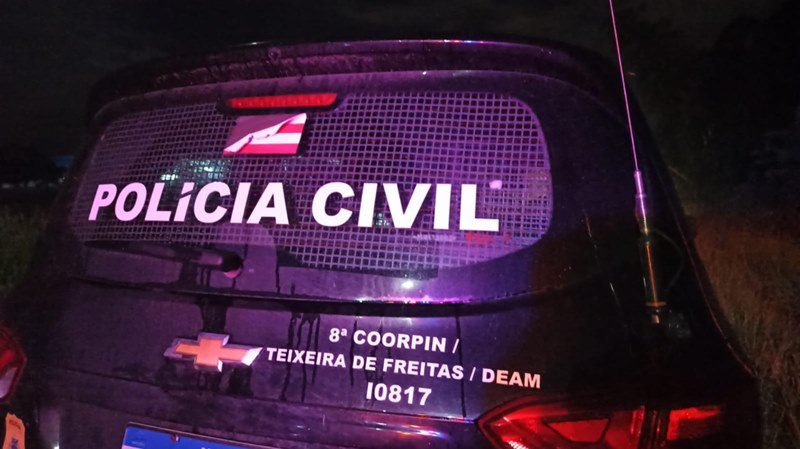 POLíCIA CIVIL
8ª COORPIN /
TEIXEIRA DE FREITAS / DEAM
I0817